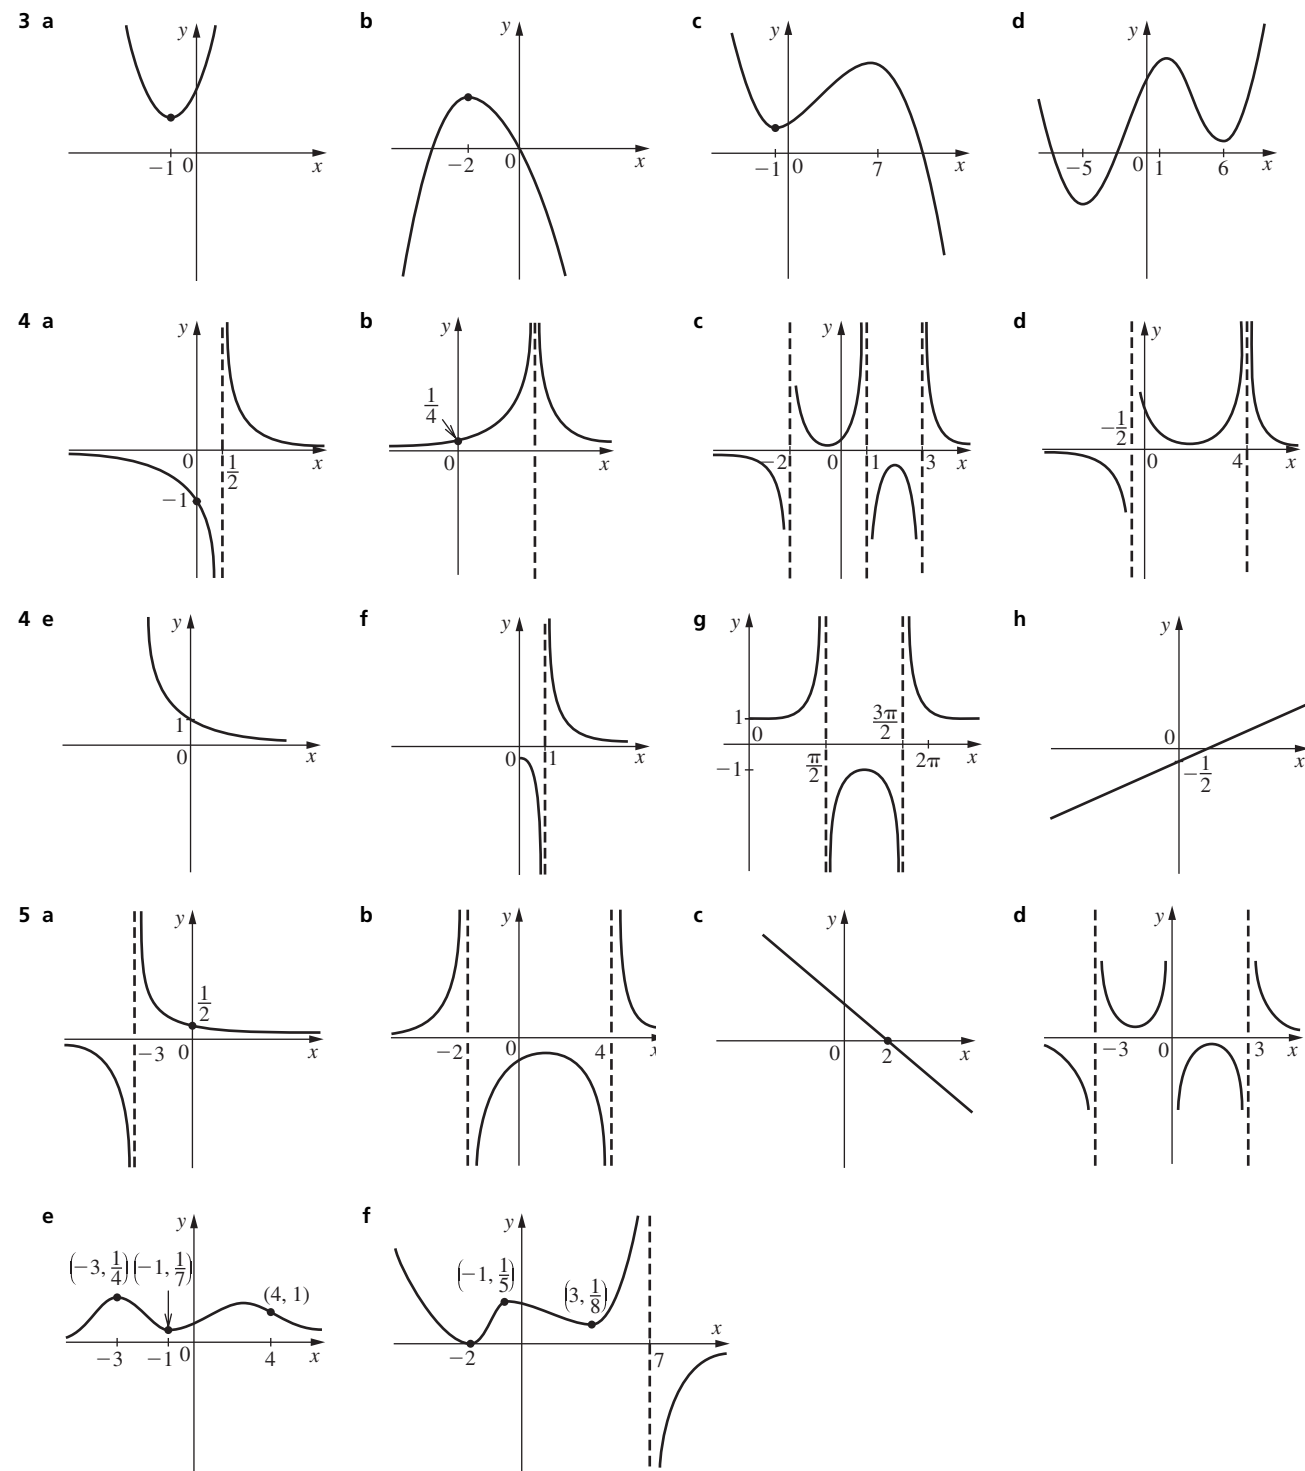 3 a
b
c
d
y
−1 0
x
y
−2
0
x
y
−1 0
7
x
y
−5
0 1
6
x
4 a
b
c
d
y
0
1/2
x
−1
y
1/4
0
x
y
−2
0
1
3
x
y
−1/2
0
4
x
4 e
f
g
h
y
1
0
x
y
0
1
x
y
1
0
−1
π/2
3π/2
2π
x
y
0
−1/2
x
5 a
b
c
d
y
1/2
−3
0
x
y
−2
0
4
y
0
2
x
y
−3
0
3
x
e
f
y
(−3, 1/4) (−1, 1/7)
(4, 1)
−3
−1 0
4
x
y
(−1, 1/5)
(3, 1/8)
x
−2
7